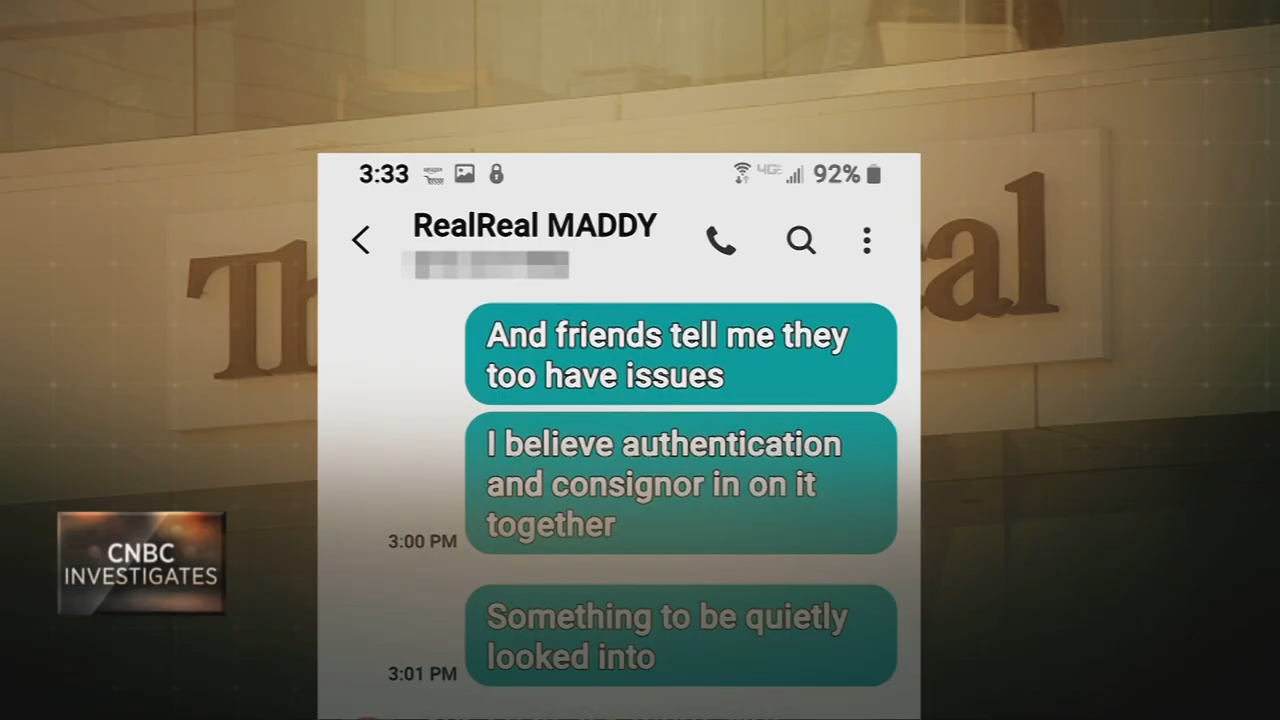 3:33
4GE
92%
RealReal MADDY
And friends tell me they
too have issues
I believe authentication
and consignor in on it
together
3:00 PM
Something to be quietly
looked into
3:01 PM
CNBC
INVESTIGATES